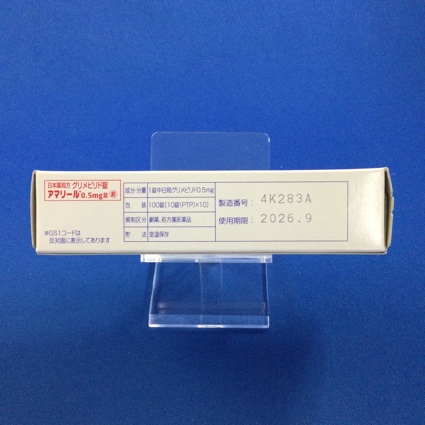 日本薬局方 グリメピリド錠
アマリール®0.5mg錠 劇
※GS1コードは
反対面に表示してあります
成分・分量 1錠中日局グリメピリド0.5mg
包装 100錠(10錠(PTP)×10)
規制区分 劇薬、処方箋医薬品
貯法 室温保存
製造番号: 4K283A
使用期限: 2026.9